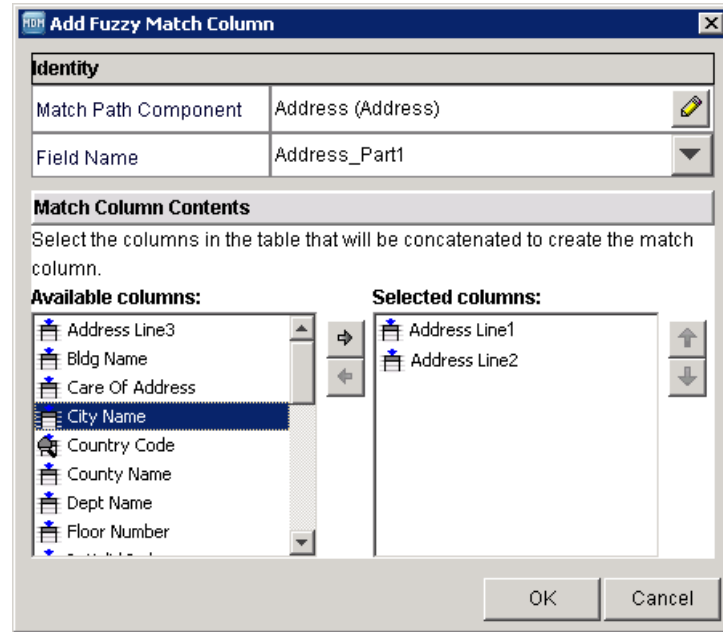 MDM Add Fuzzy Match Column
Identity
Match Path Component Address (Address)
Field Name Address_Part1
Match Column Contents
Select the columns in the table that will be concatenated to create the match
column.
Available columns: Selected columns:
Address Line3
Bldg Name
Care Of Address
City Name
Country Code
County Name
Dept Name
Floor Number
Address Line1
Address Line2
OK Cancel